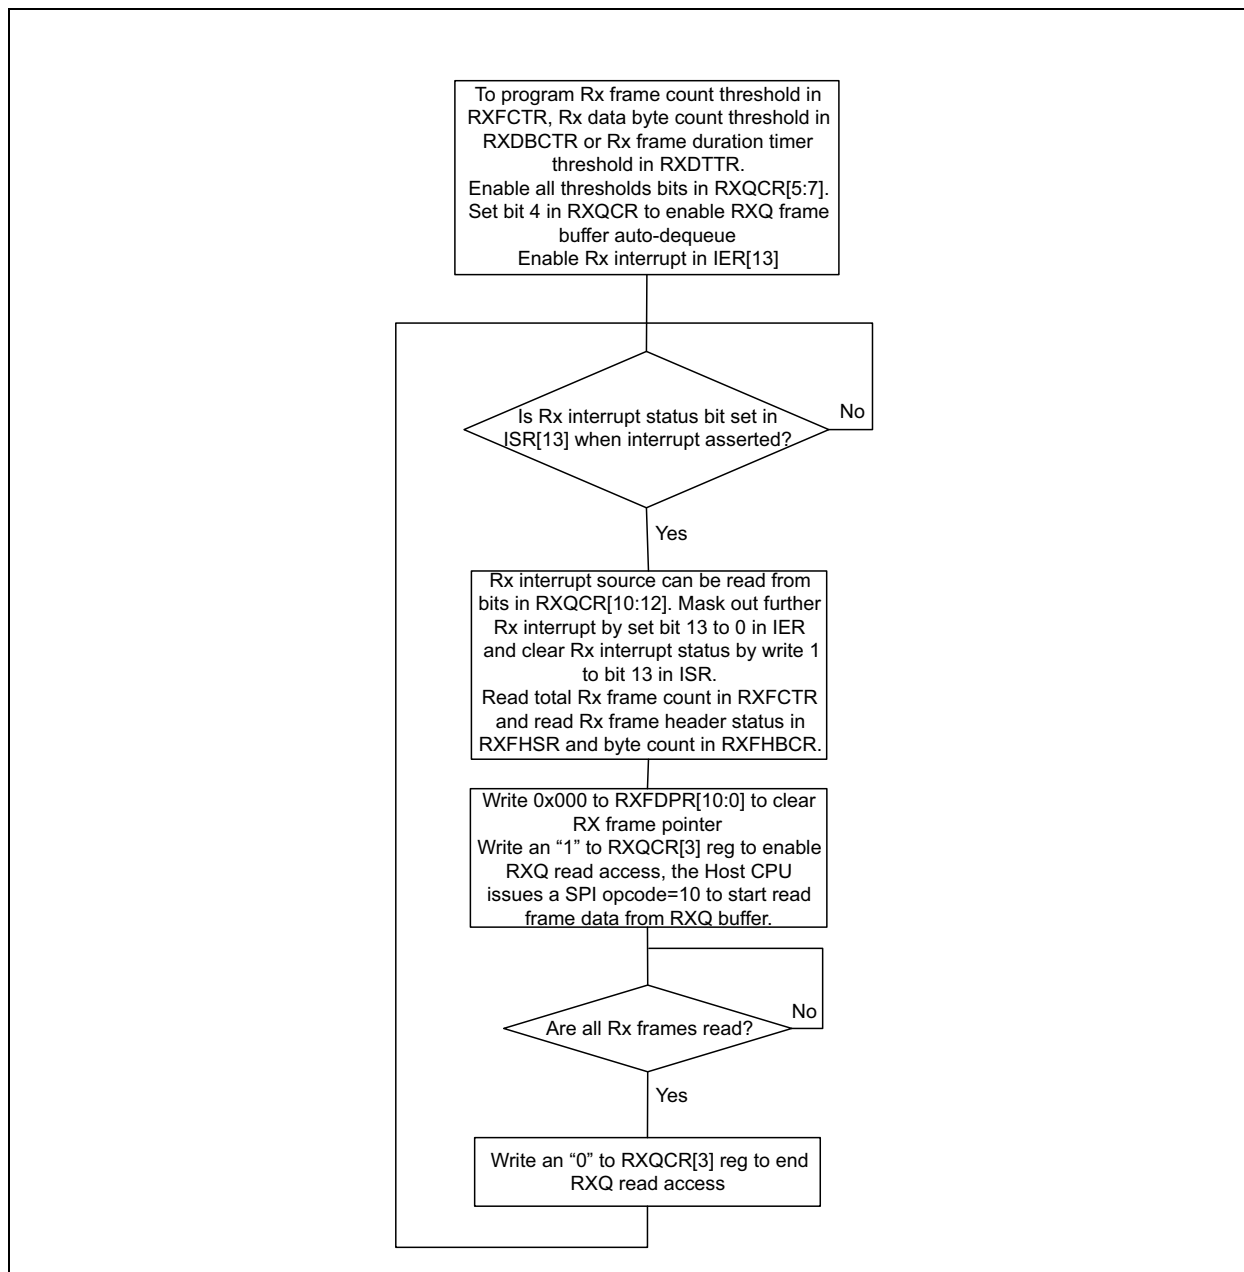 To program Rx frame count threshold in
RXFCTR, Rx data byte count threshold in
RXDBCTR or Rx frame duration timer
threshold in RXDTTR.
Enable all thresholds bits in RXQCR[5:7].
Set bit 4 in RXQCR to enable RXQ frame
buffer auto-dequeue
Enable Rx interrupt in IER[13]
Is Rx interrupt status bit set in
ISR[13] when interrupt asserted?
No
Yes
Rx interrupt source can be read from
bits in RXQCR[10:12]. Mask out further
Rx interrupt by set bit 13 to 0 in IER
and clear Rx interrupt status by write 1
to bit 13 in ISR.
Read total Rx frame count in RXFCTR
and read Rx frame header status in
RXFHSR and byte count in RXFHBCR.
Write 0x000 to RXFDPR[10:0] to clear
RX frame pointer
Write an “1” to RXQCR[3] reg to enable
RXQ read access, the Host CPU
issues a SPI opcode=10 to start read
frame data from RXQ buffer.
Are all Rx frames read?
No
Yes
Write an “0” to RXQCR[3] reg to end
RXQ read access